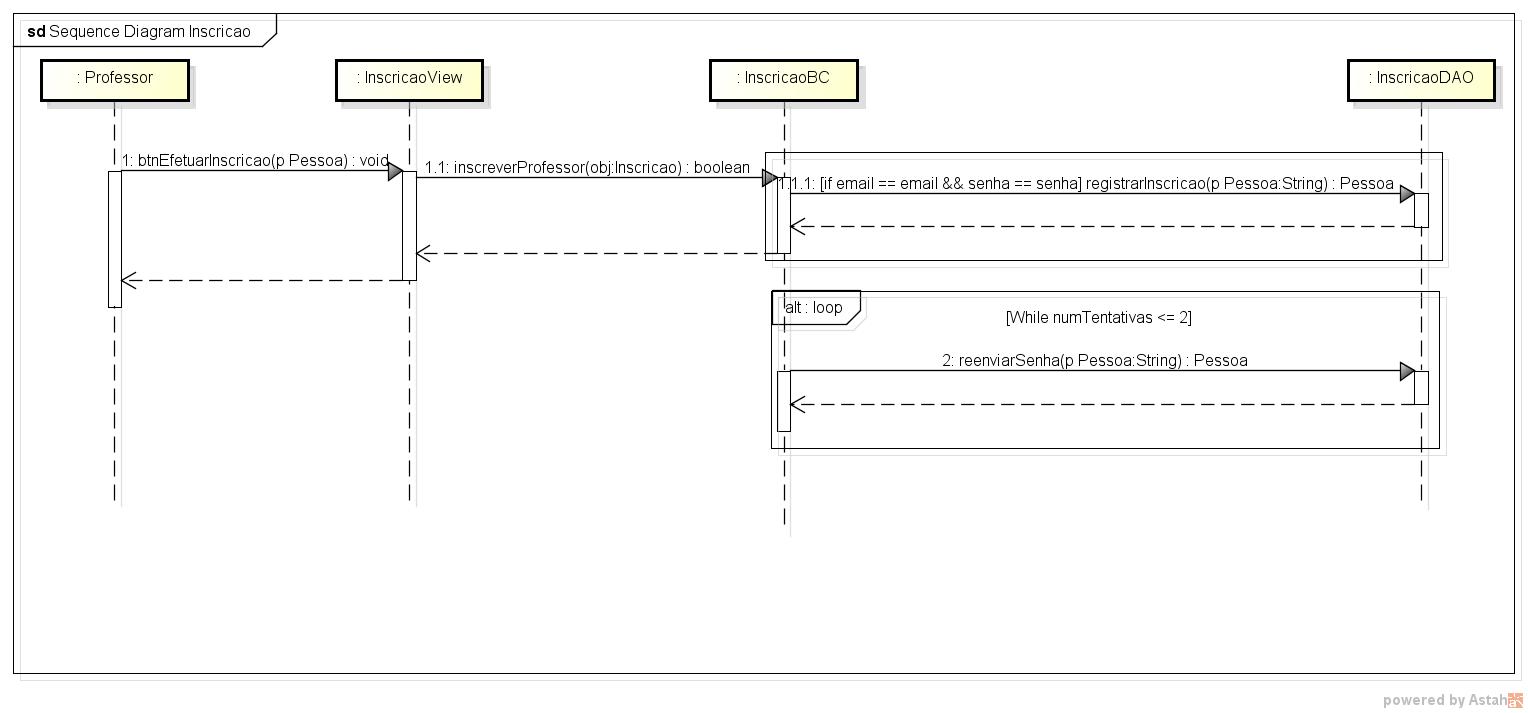 sd Sequence Diagram Inscricao
: Professor
: InscricaoView
: InscricaoBC
: InscricaoDAO
1: btnEfetuarInscricao(p Pessoa) : void
1.1: inscreverProfessor(obj:Inscricao) : boolean
1.1.1: [if email == email && senha == senha] registrarInscricao(p Pessoa:String) : Pessoa
alt : loop
[While numTentativas <= 2]
2: reenviarSenha(p Pessoa:String) : Pessoa
powered by Astah